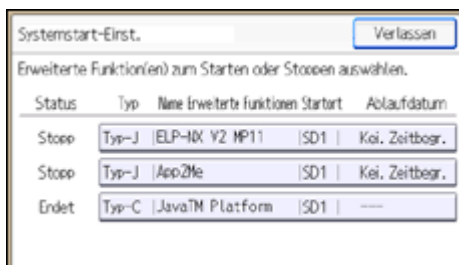 Systemstart-Einst. Verlassen
Erweiterte Funktion(en) zum Starten oder Stoppen auswählen.
Status Typ Name Erweiterte Funktionen Startort Ablaufdatum
Stopp Typ-J |ELP-NX V2 MP11 |SD1 | Kei. Zeitbegr.
Stopp Typ-J |App2Me |SD1 | Kei. Zeitbegr.
Endet Typ-C |JavaTM Platform |SD1 | ----